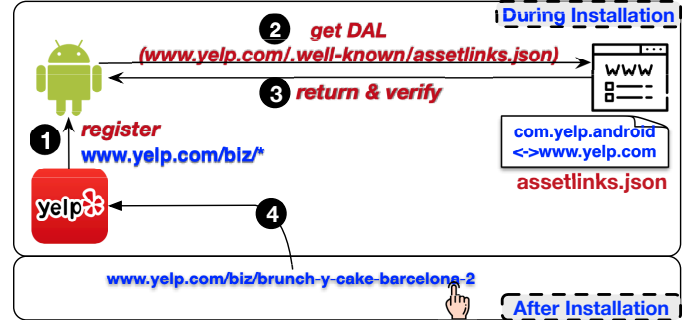 During Installation
2 get DAL
(www.yelp.com/.well-known/assetlinks.json)
WWW
3 return & verify
1 register
www.yelp.com/biz/*
com.yelp.android
<->www.yelp.com
assetlinks.json
yelp
4
www.yelp.com/biz/brunch-y-cake-barcelona-2
After Installation